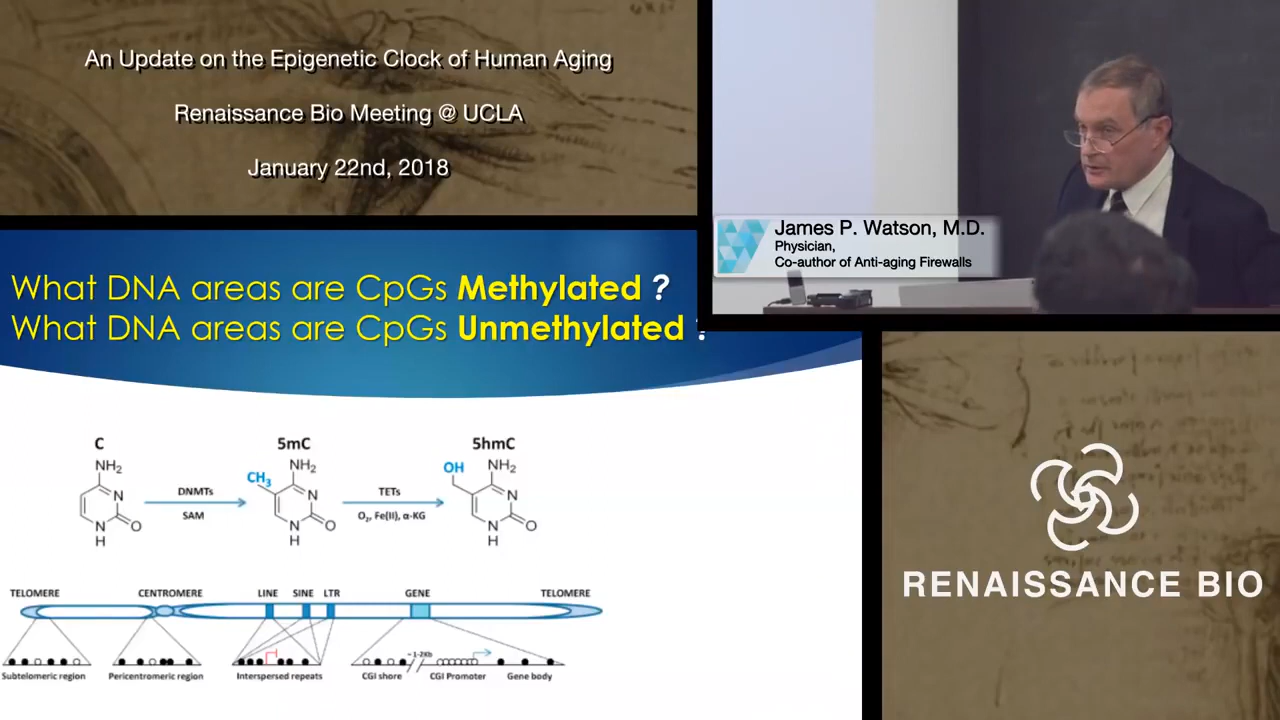 An Update on the Epigenetic Clock of Human Aging
Renaissance Bio Meeting @ UCLA
January 22nd, 2018
James P. Watson, M.D.
Physician,
Co-author of Anti-aging Firewalls
What DNA areas are CpGs Methylated ?
What DNA areas are CpGs Unmethylated ?
C 5mC 5hmC
NH₂ CH₃ NH₂ OH NH₂
DNMTs TETs
N N N
SAM O₂, Fe(II), α-KG
N O N O N O
H H H
TELOMERE CENTROMERE LINE SINE LTR GENE TELOMERE
~ 1-2Kb
Subtelomeric region Pericentromeric region Interspersed repeats CGI shore CGI Promoter Gene body
RENAISSANCE BIO